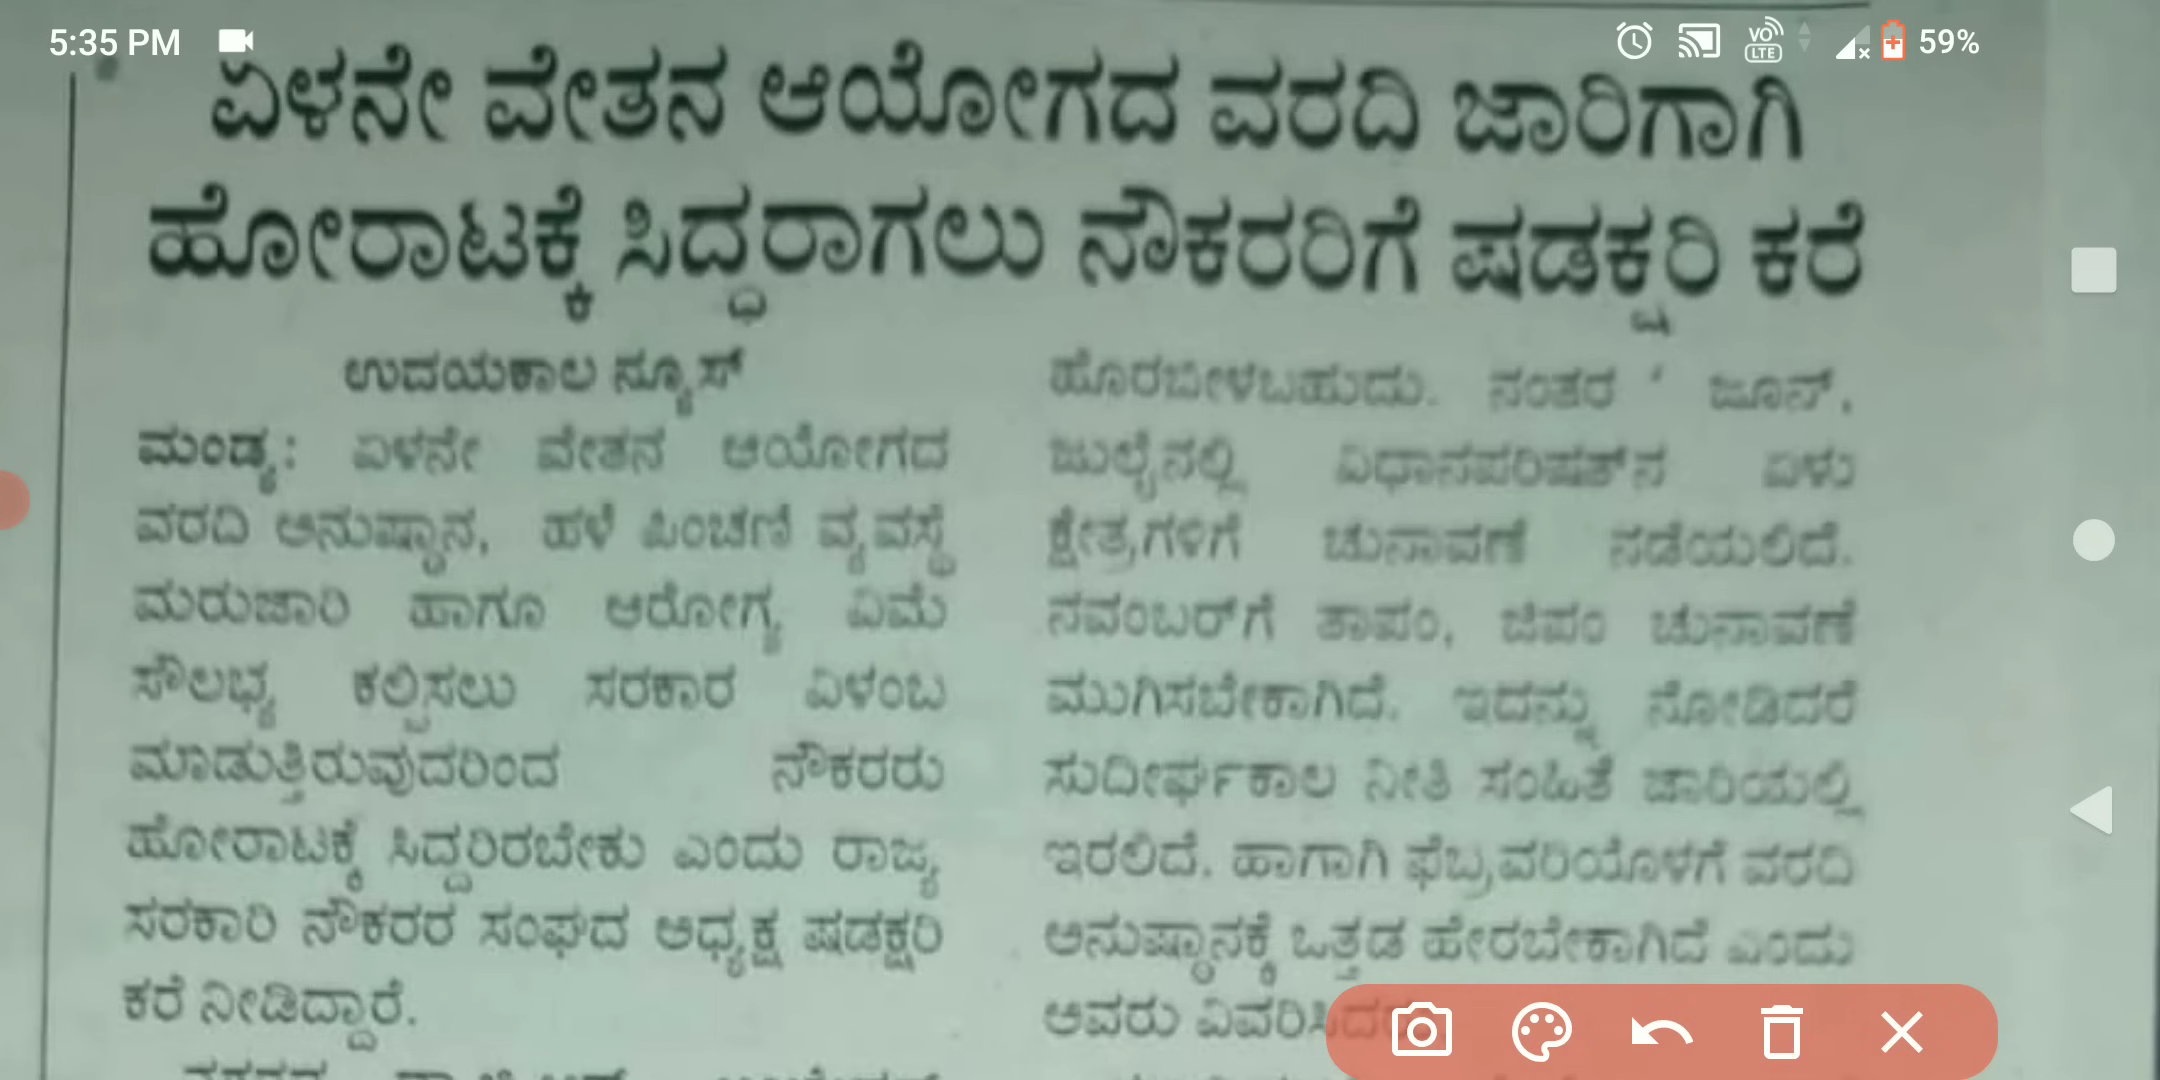 5:35 PM
59%
ಏಳನೇ ವೇತನ ಆಯೋಗದ ವರದಿ ಜಾರಿಗಾಗಿ
ಹೋರಾಟಕ್ಕೆ ಸಿದ್ಧರಾಗಲು ನೌಕರರಿಗೆ ಷಡಕ್ಷರಿ ಕರೆ
ಉದಯಕಾಲ ನ್ಯೂಸ್
ಮಂಡ್ಯ: ಏಳನೇ ವೇತನ ಆಯೋಗದ
ವರದಿ ಅನುಷ್ಠಾನ, ಹಳೆ ಪಿಂಚಣಿ ವ್ಯವಸ್ಥೆ
ಮರುಜಾರಿ ಹಾಗೂ ಆರೋಗ್ಯ ವಿಮೆ
ಸೌಲಭ್ಯ ಕಲ್ಪಿಸಲು ಸರಕಾರ ವಿಳಂಬ
ಮಾಡುತ್ತಿರುವುದರಿಂದ ನೌಕರರು
ಹೋರಾಟಕ್ಕೆ ಸಿದ್ದರಿರಬೇಕು ಎಂದು ರಾಜ್ಯ
ಸರಕಾರಿ ನೌಕರರ ಸಂಘದ ಅಧ್ಯಕ್ಷ ಷಡಕ್ಷರಿ
ಕರೆ ನೀಡಿದ್ದಾರೆ.
ಹೊರಬೀಳಬಹುದು. ನಂತರ ' ಜೂನ್,
ಜುಲೈನಲ್ಲಿ ವಿಧಾನಪರಿಷತ್‌ನ ಏಳು
ಕ್ಷೇತ್ರಗಳಿಗೆ ಚುನಾವಣೆ ನಡೆಯಲಿದೆ.
ನವಂಬರ್‌ಗೆ ತಾಪಂ, ಜಿಪಂ ಚುನಾವಣೆ
ಮುಗಿಸಬೇಕಾಗಿದೆ. ಇದನ್ನು ನೋಡಿದರೆ
ಸುದೀರ್ಘಕಾಲ ನೀತಿ ಸಂಹಿತೆ ಜಾರಿಯಲ್ಲಿ
ಇರಲಿದೆ. ಹಾಗಾಗಿ ಫೆಬ್ರವರಿಯೊಳಗೆ ವರದಿ
ಅನುಷ್ಠಾನಕ್ಕೆ ಒತ್ತಡ ಹೇರಬೇಕಾಗಿದೆ ಎಂದು
ಅವರು